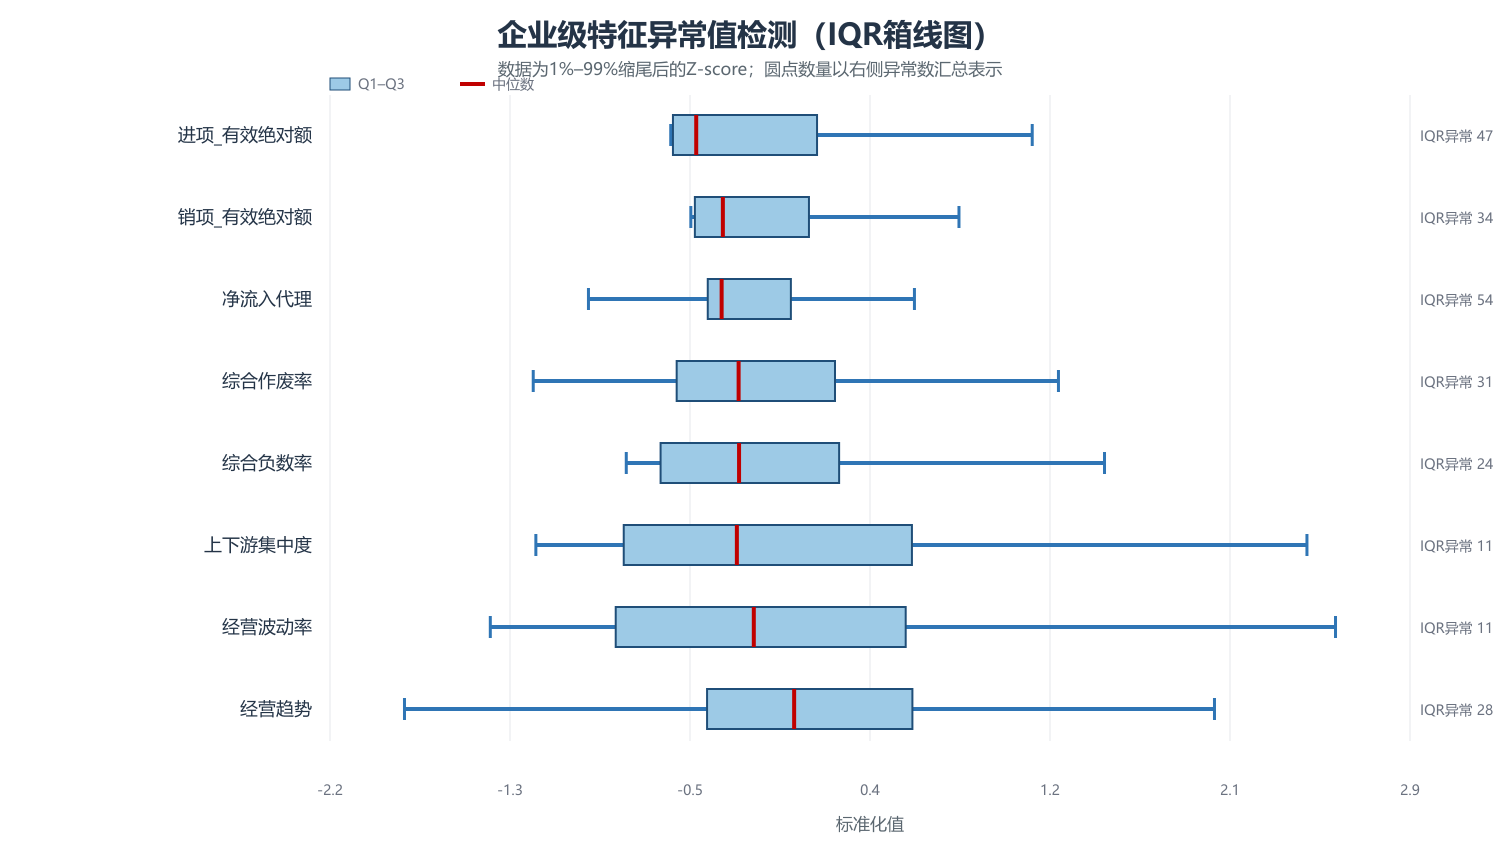 企业级特征异常值检测（IQR箱线图）
数据为1%–99%缩尾后的Z-score；圆点数量以右侧异常数汇总表示
Q1–Q3 中位数
进项_有效绝对额 IQR异常 47
销项_有效绝对额 IQR异常 34
净流入代理 IQR异常 54
综合作废率 IQR异常 31
综合负数率 IQR异常 24
上下游集中度 IQR异常 11
经营波动率 IQR异常 11
经营趋势 IQR异常 28
-2.2 -1.3 -0.5 0.4 1.2 2.1 2.9
标准化值